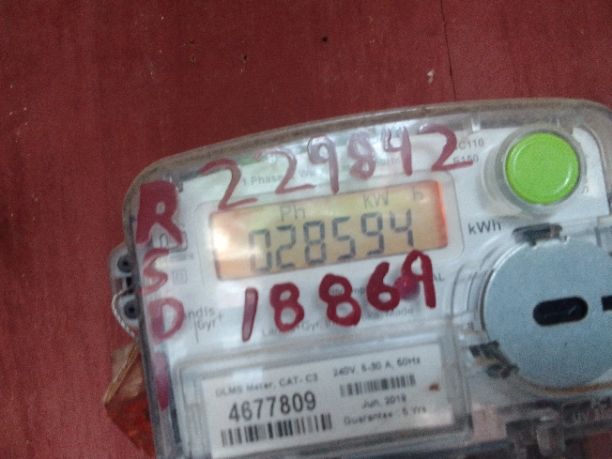 229842
RSD
1 Phase
Ph kW h
028594
kWh
18869
Landis
Gyr+
DLMS Meter, CAT- C3 240V, 5-30 A, 50Hz
4677809
Jun, 2019
Guarantee : 5 Yrs